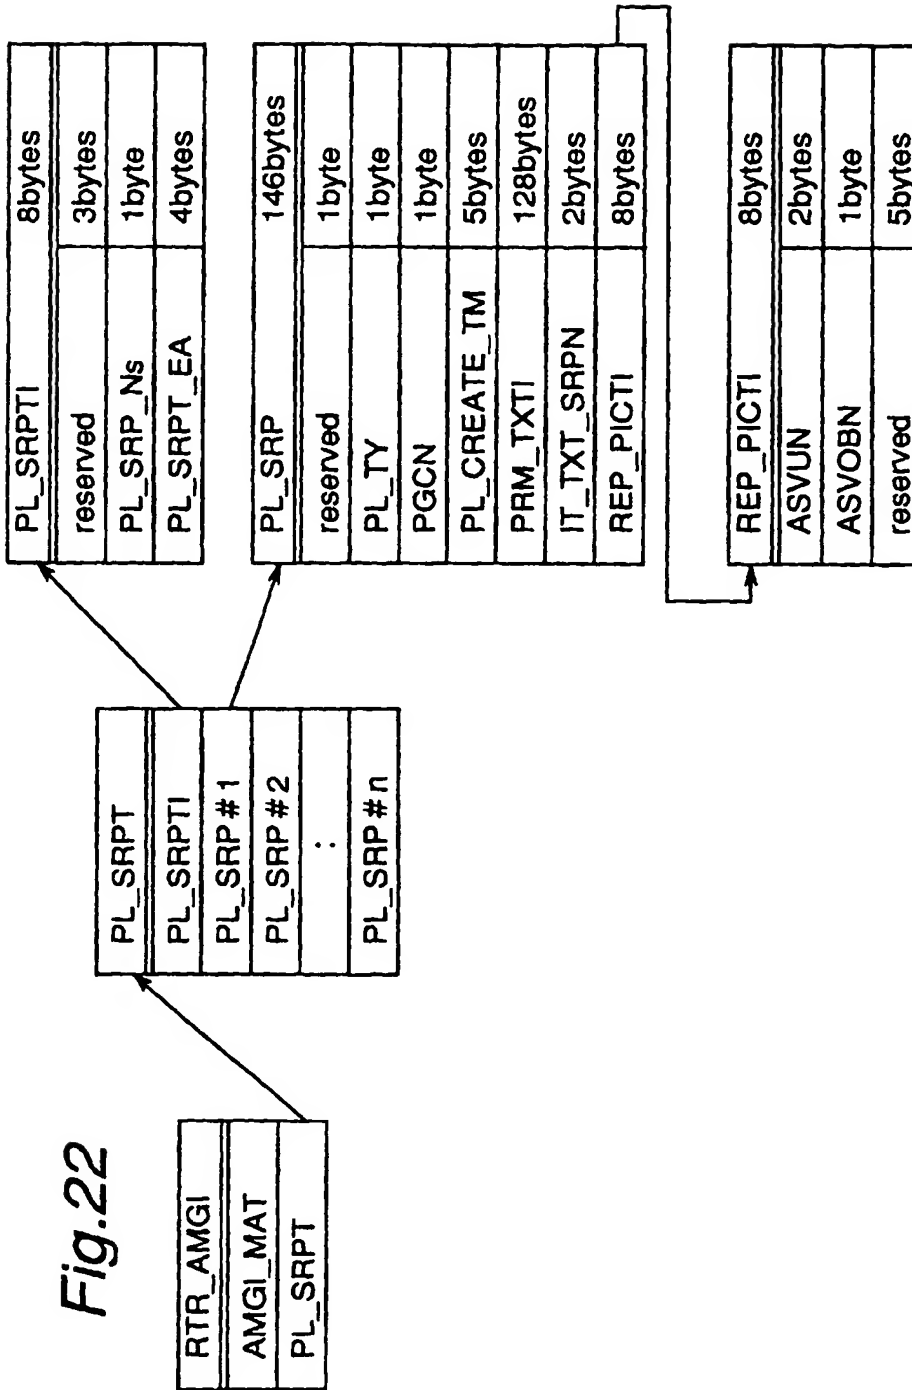 Fig.22
RTR_AMGI
AMGI_MAT
PL_SRPT
PL_SRPT
PL_SRPTI
PL_SRP#1
PL_SRP#2
:
PL_SRP#n
PL_SRPTI 8bytes
reserved 3bytes
PL_SRP_Ns 1byte
PL_SRPT_EA 4bytes
PL_SRP 146bytes
reserved 1byte
PL_TY 1byte
PGCN 1byte
PL_CREATE_TM 5bytes
PRM_TXTI 128bytes
IT_TXT_SRPN 2bytes
REP_PICTI 8bytes
REP_PICTI 8bytes
ASVUN 2bytes
ASVOBN 1byte
reserved 5bytes